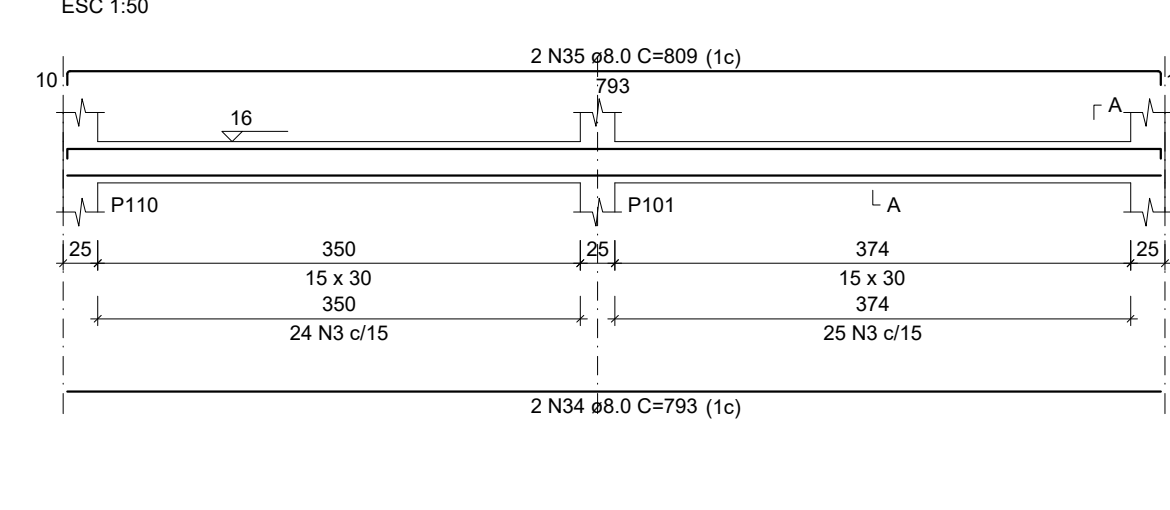 ESC 1:50
2 N35 ø8.0 C=809 (1c)
10
793
A
16
P110
P101
A
25
350
25
374
25
15 x 30
15 x 30
350
374
24 N3 c/15
25 N3 c/15
2 N34 ø8.0 C=793 (1c)